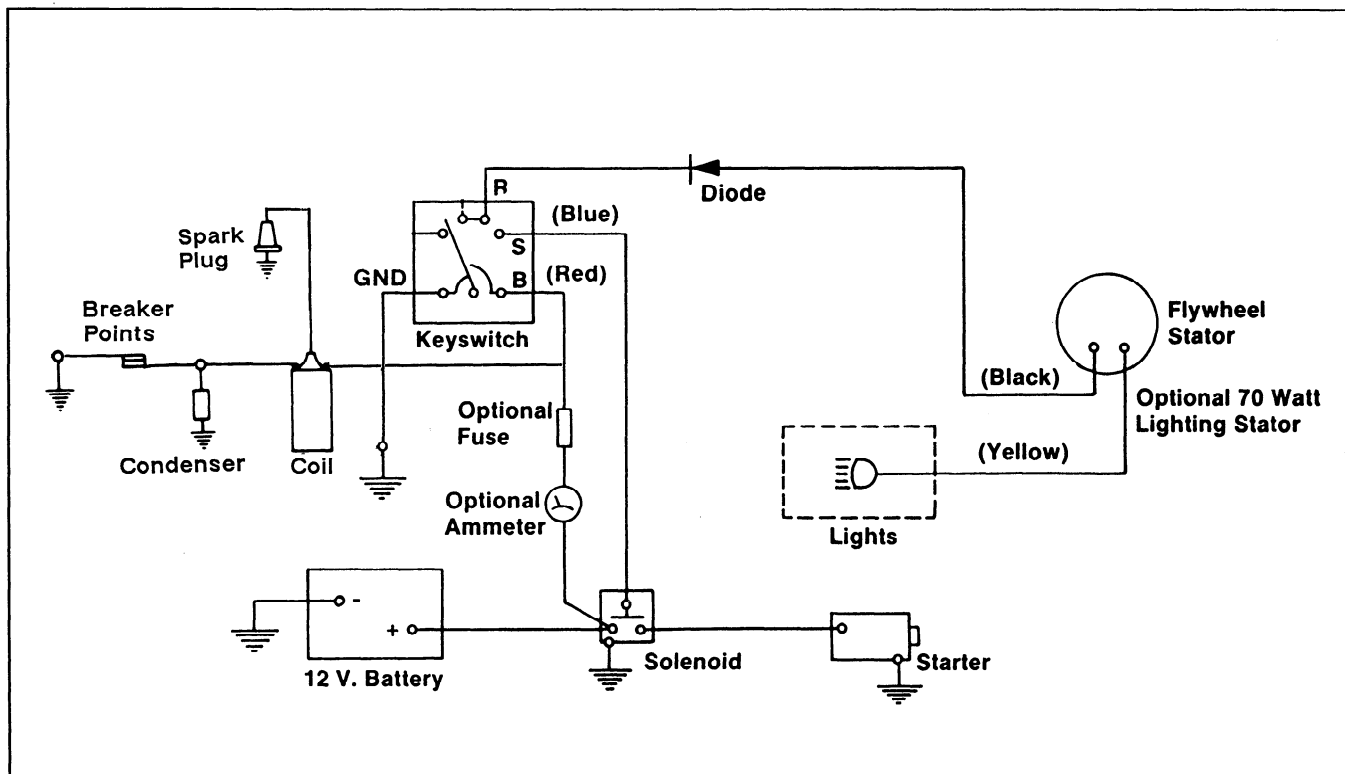 R
Diode
(Blue)
Spark
Plug
S
GND
B
(Red)
Breaker
Points
Keyswitch
Flywheel
Stator
(Black)
Optional 70 Watt
Lighting Stator
Optional
Fuse
(Yellow)
Condenser
Coil
Optional
Ammeter
Lights
-
+
12 V. Battery
Solenoid
Starter